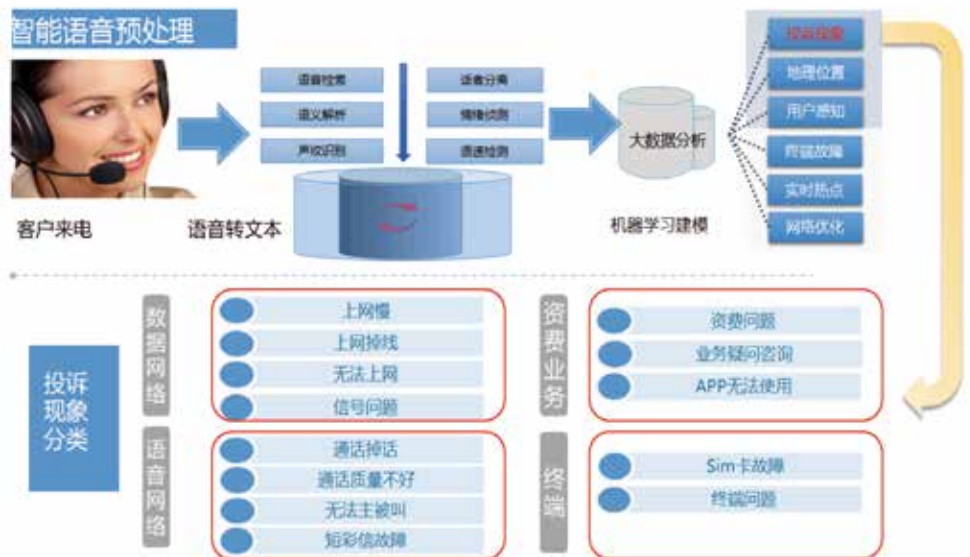 智能语音预处理
客户来电
语音检索
语义解析
声纹识别
话者分离
情绪侦测
语速检测
语音转文本
大数据分析
机器学习建模
投诉现象
地理位置
用户感知
终端故障
实时热点
网络优化
投诉
现象
分类
数据网络
上网慢
上网掉线
无法上网
信号问题
语音网络
通话掉话
通话质量不好
无法主被叫
短彩信故障
资费业务
资费问题
业务疑问咨询
APP无法使用
终端
Sim卡故障
终端问题